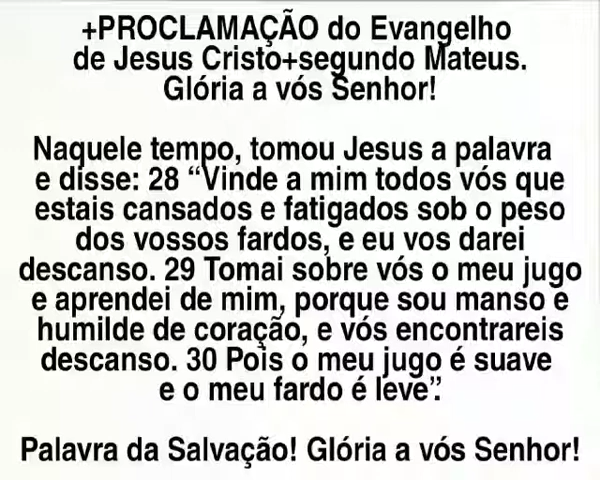 +PROCLAMAÇÃO do Evangelho
de Jesus Cristo+segundo Mateus.
Glória a vós Senhor!
Naquele tempo, tomou Jesus a palavra
e disse: 28 “Vinde a mim todos vós que
estais cansados e fatigados sob o peso
dos vossos fardos, e eu vos darei
descanso. 29 Tomai sobre vós o meu jugo
e aprendei de mim, porque sou manso e
humilde de coração, e vós encontrareis
descanso. 30 Pois o meu jugo é suave
e o meu fardo é leve”.
Palavra da Salvação! Glória a vós Senhor!